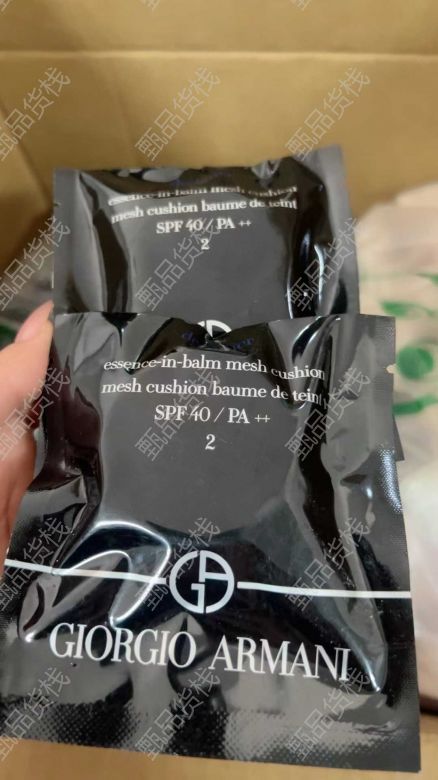 essence-in-balm mesh cushion
mesh cushion baume de teint
SPF 40 / PA ++
2
essence-in-balm mesh cushion
mesh cushion baume de teint
SPF 40 / PA ++
2
GIORGIO ARMANI
甄品货栈